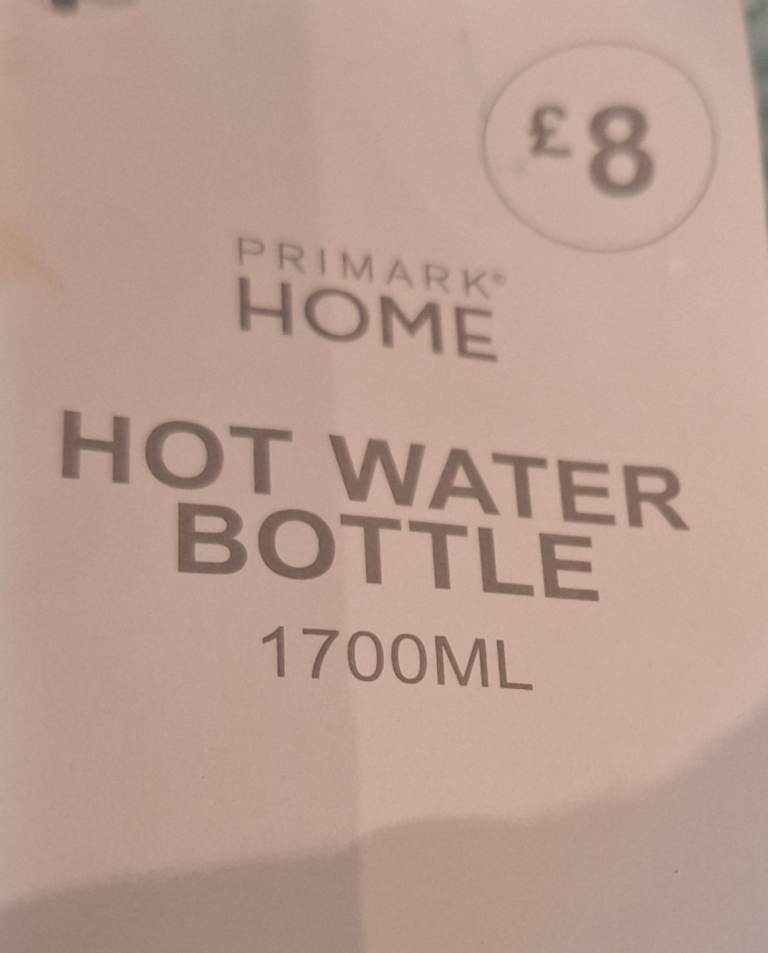 £8
PRIMARK®
HOME
HOT WATER
BOTTLE
1700ML